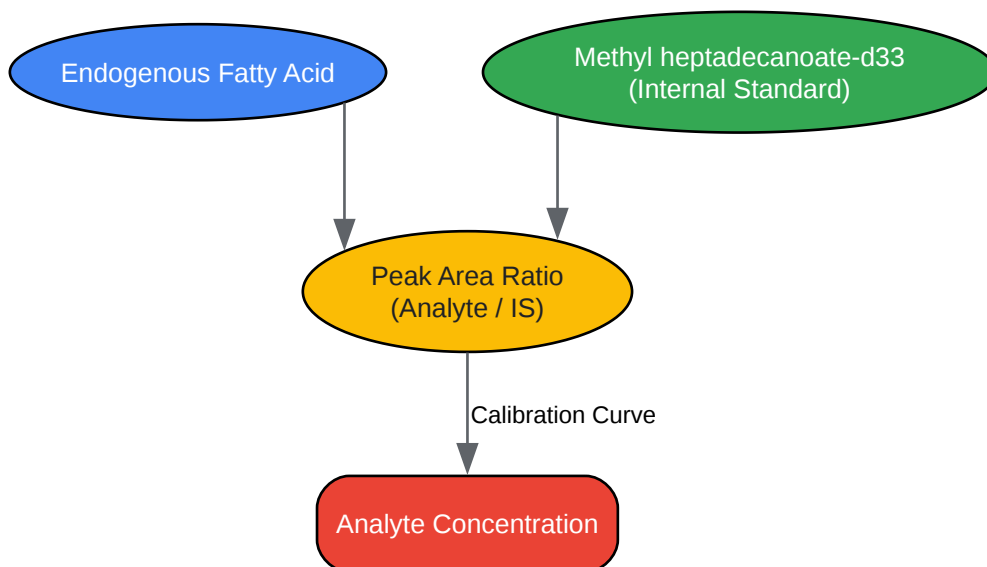 Endogenous Fatty Acid
Methyl heptadecanoate-d33
(Internal Standard)
Peak Area Ratio
(Analyte / IS)
Calibration Curve
Analyte Concentration